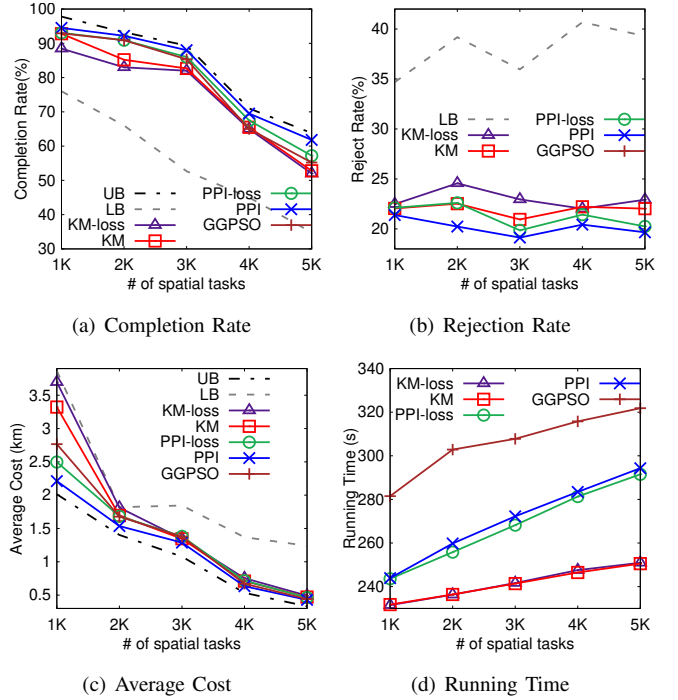 Completion Rate(%)
100
90
80
70
60
50
40
30
UB
LB
KM-loss
KM
PPI-loss
PPI
GGPSO
1K 2K 3K 4K 5K
# of spatial tasks
(a) Completion Rate
Reject Rate(%)
40
35
30
25
20
LB
KM-loss
KM
PPI-loss
PPI
GGPSO
1K 2K 3K 4K 5K
# of spatial tasks
(b) Rejection Rate
Average Cost (km)
3.5
3
2.5
2
1.5
1
0.5
UB
LB
KM-loss
KM
PPI-loss
PPI
GGPSO
1K 2K 3K 4K 5K
# of spatial tasks
(c) Average Cost
Running Time (s)
340
320
300
280
260
240
KM-loss
KM
PPI-loss
PPI
GGPSO
1K 2K 3K 4K 5K
# of spatial tasks
(d) Running Time